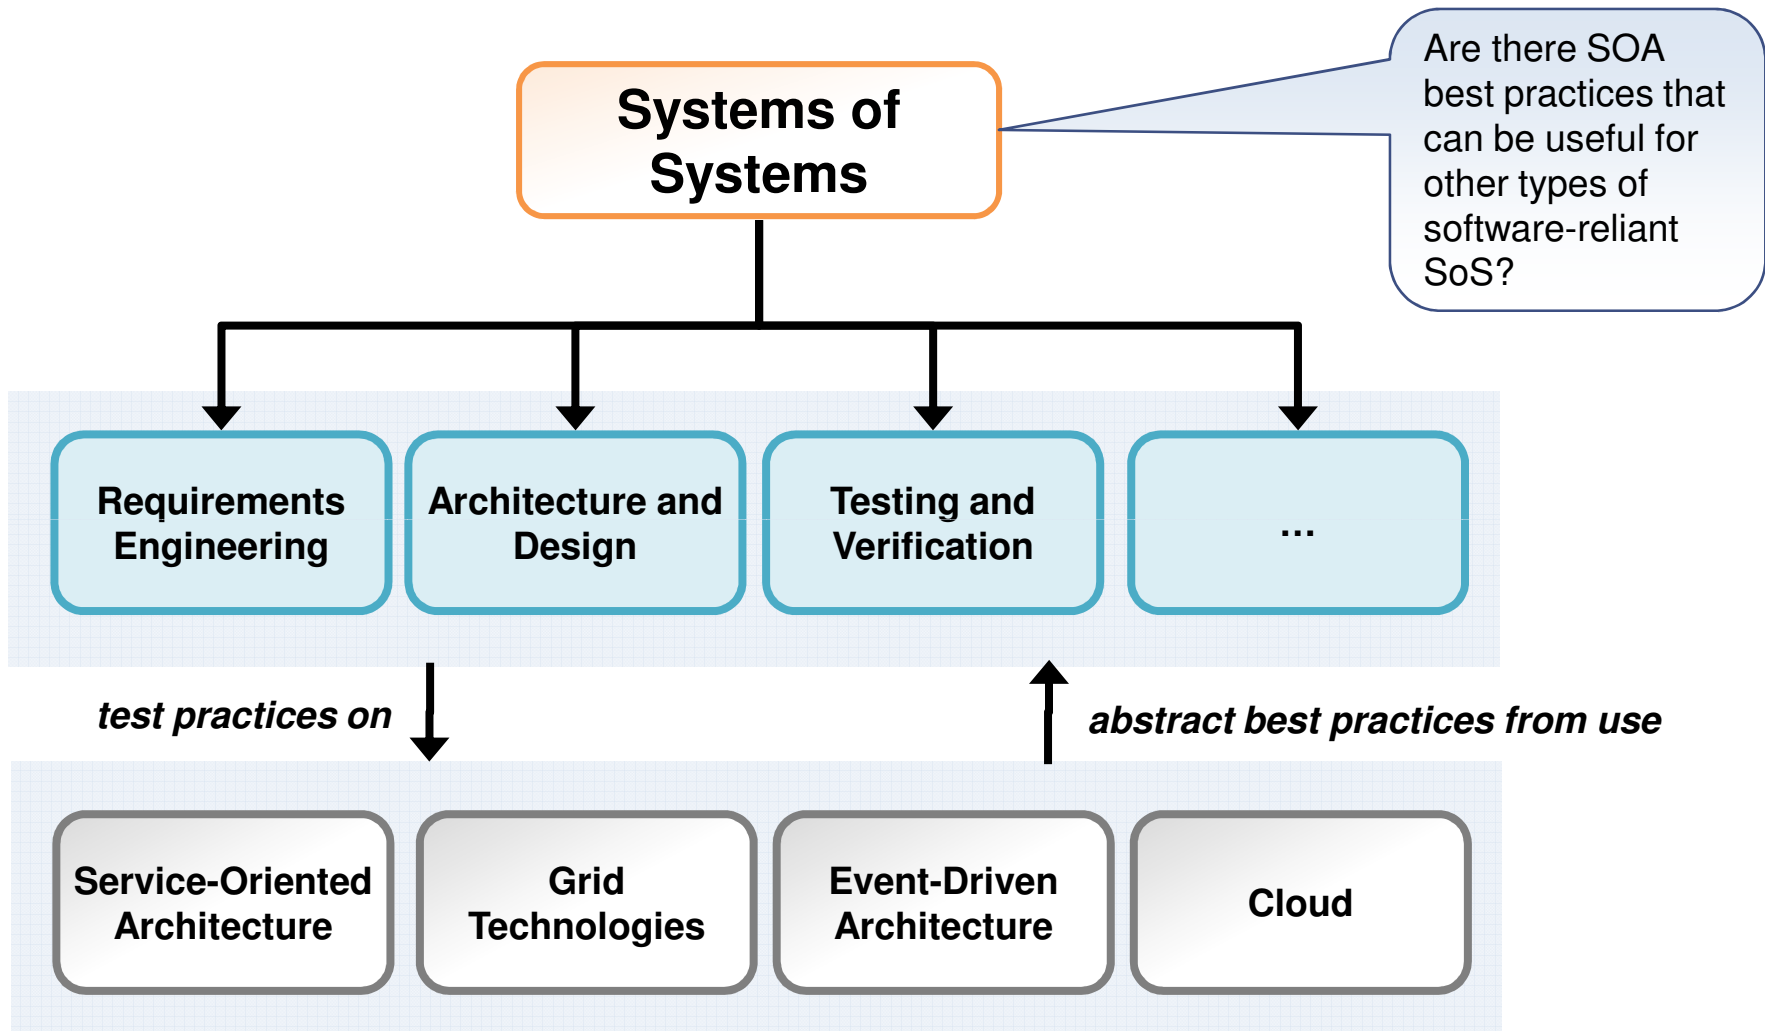 Systems of
Systems
Are there SOA
best practices that
can be useful for
other types of
software-reliant
SoS?
Requirements
Engineering
Architecture and
Design
Testing and
Verification
...
test practices on
abstract best practices from use
Service-Oriented
Architecture
Grid
Technologies
Event-Driven
Architecture
Cloud